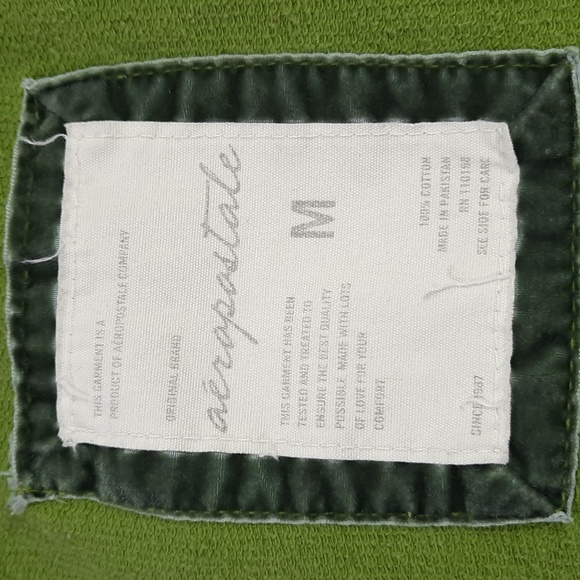 THIS GARMENT IS A
PRODUCT OF AÉROPOSTALE COMPANY
ORIGINAL BRAND
aéropostale
THIS GARMENT HAS BEEN
TESTED AND TREATED TO
ENSURE THE BEST QUALITY
POSSIBLE MADE WITH LOTS
OF LOVE FOR YOUR
COMFORT
M
100% COTTON
MADE IN PAKISTAN
RN 110158
SEE SIDE FOR CARE
SINCE 1987